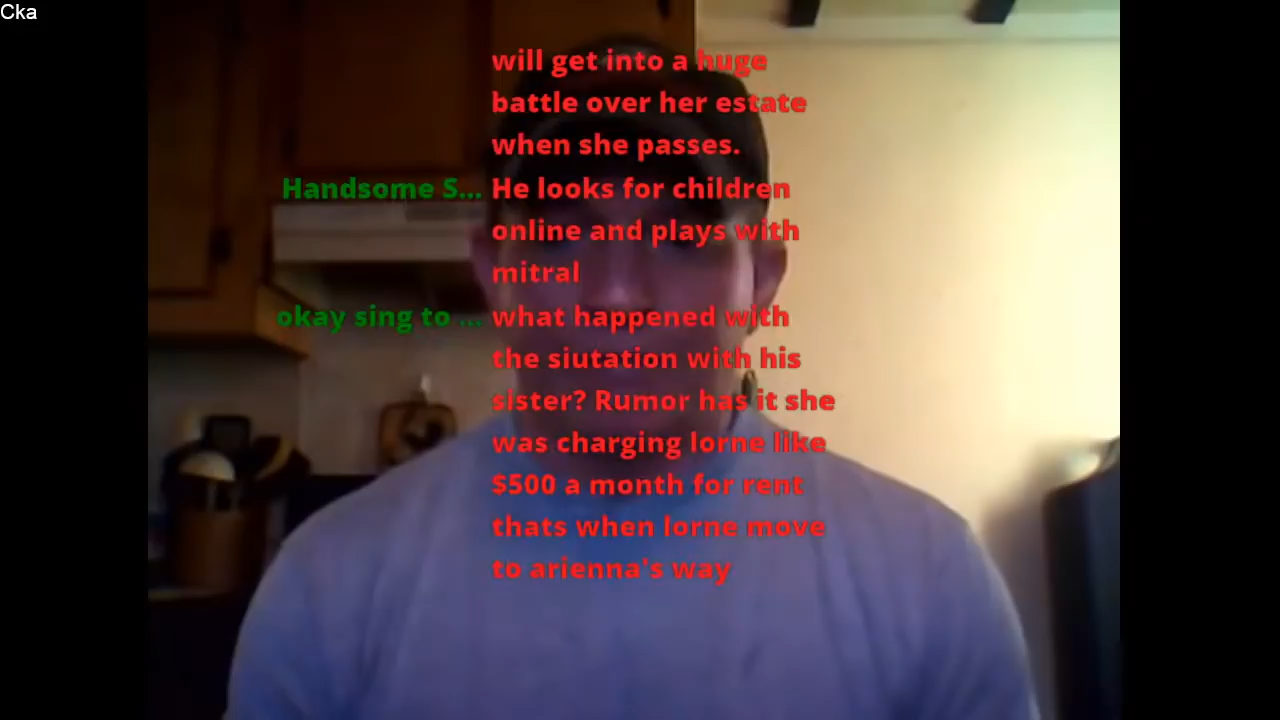 Cka
will get into a huge
battle over her estate
when she passes.
Handsome S... He looks for children
online and plays with
mitral
okay sing to ... what happened with
the siutation with his
sister? Rumor has it she
was charging lorne like
$500 a month for rent
thats when lorne move
to arienna's way